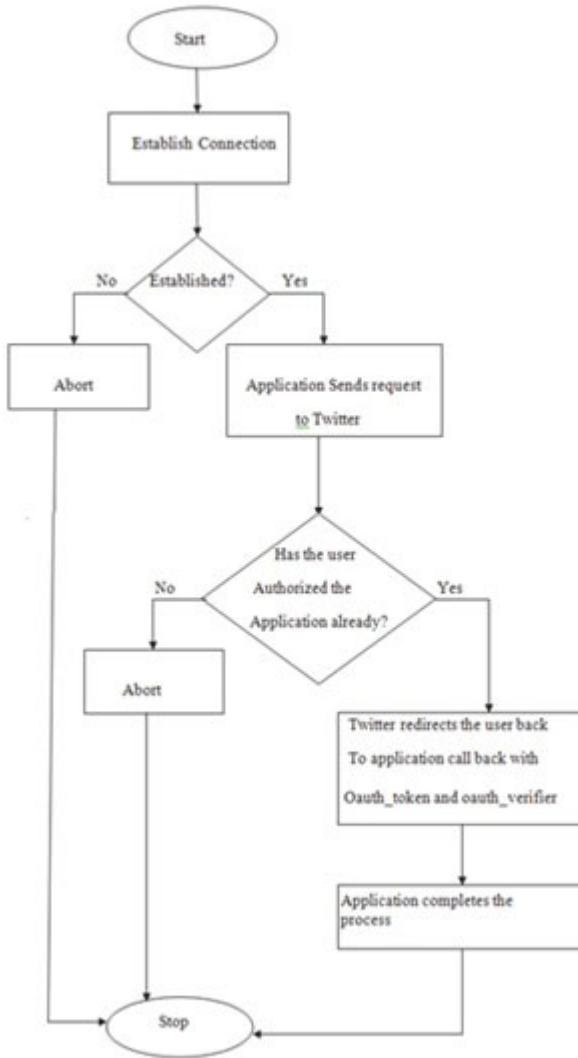 Start
Establish Connection
Established?
No
Yes
Abort
Application Sends request
to Twitter
Has the user
Authorized the
Application already?
No
Yes
Abort
Twitter redirects the user back
To application call back with
Oauth_token and oauth_verifier
Application completes the
process
Stop